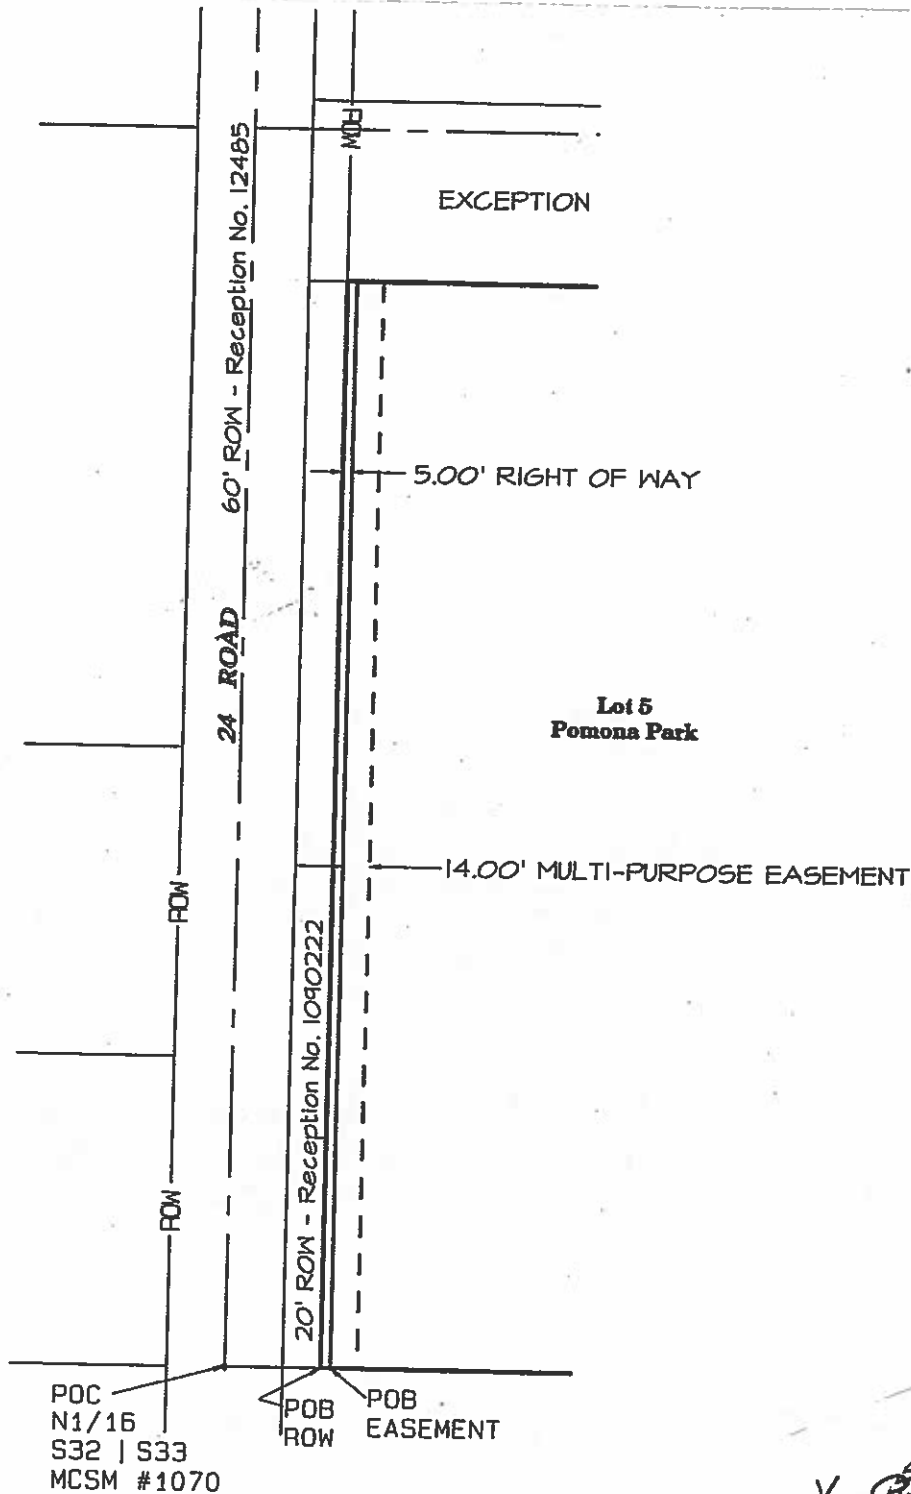 ROW
60' ROW - Reception No. 12485
EXCEPTION
5.00' RIGHT OF WAY
24 ROAD
Lot 5
Pomona Park
14.00' MULTI-PURPOSE EASEMENT
ROW
20' ROW - Reception No. 1090222
ROW
POC
N1/16
S32 | S33
MCSM #1070
POB
ROW
POB
EASEMENT